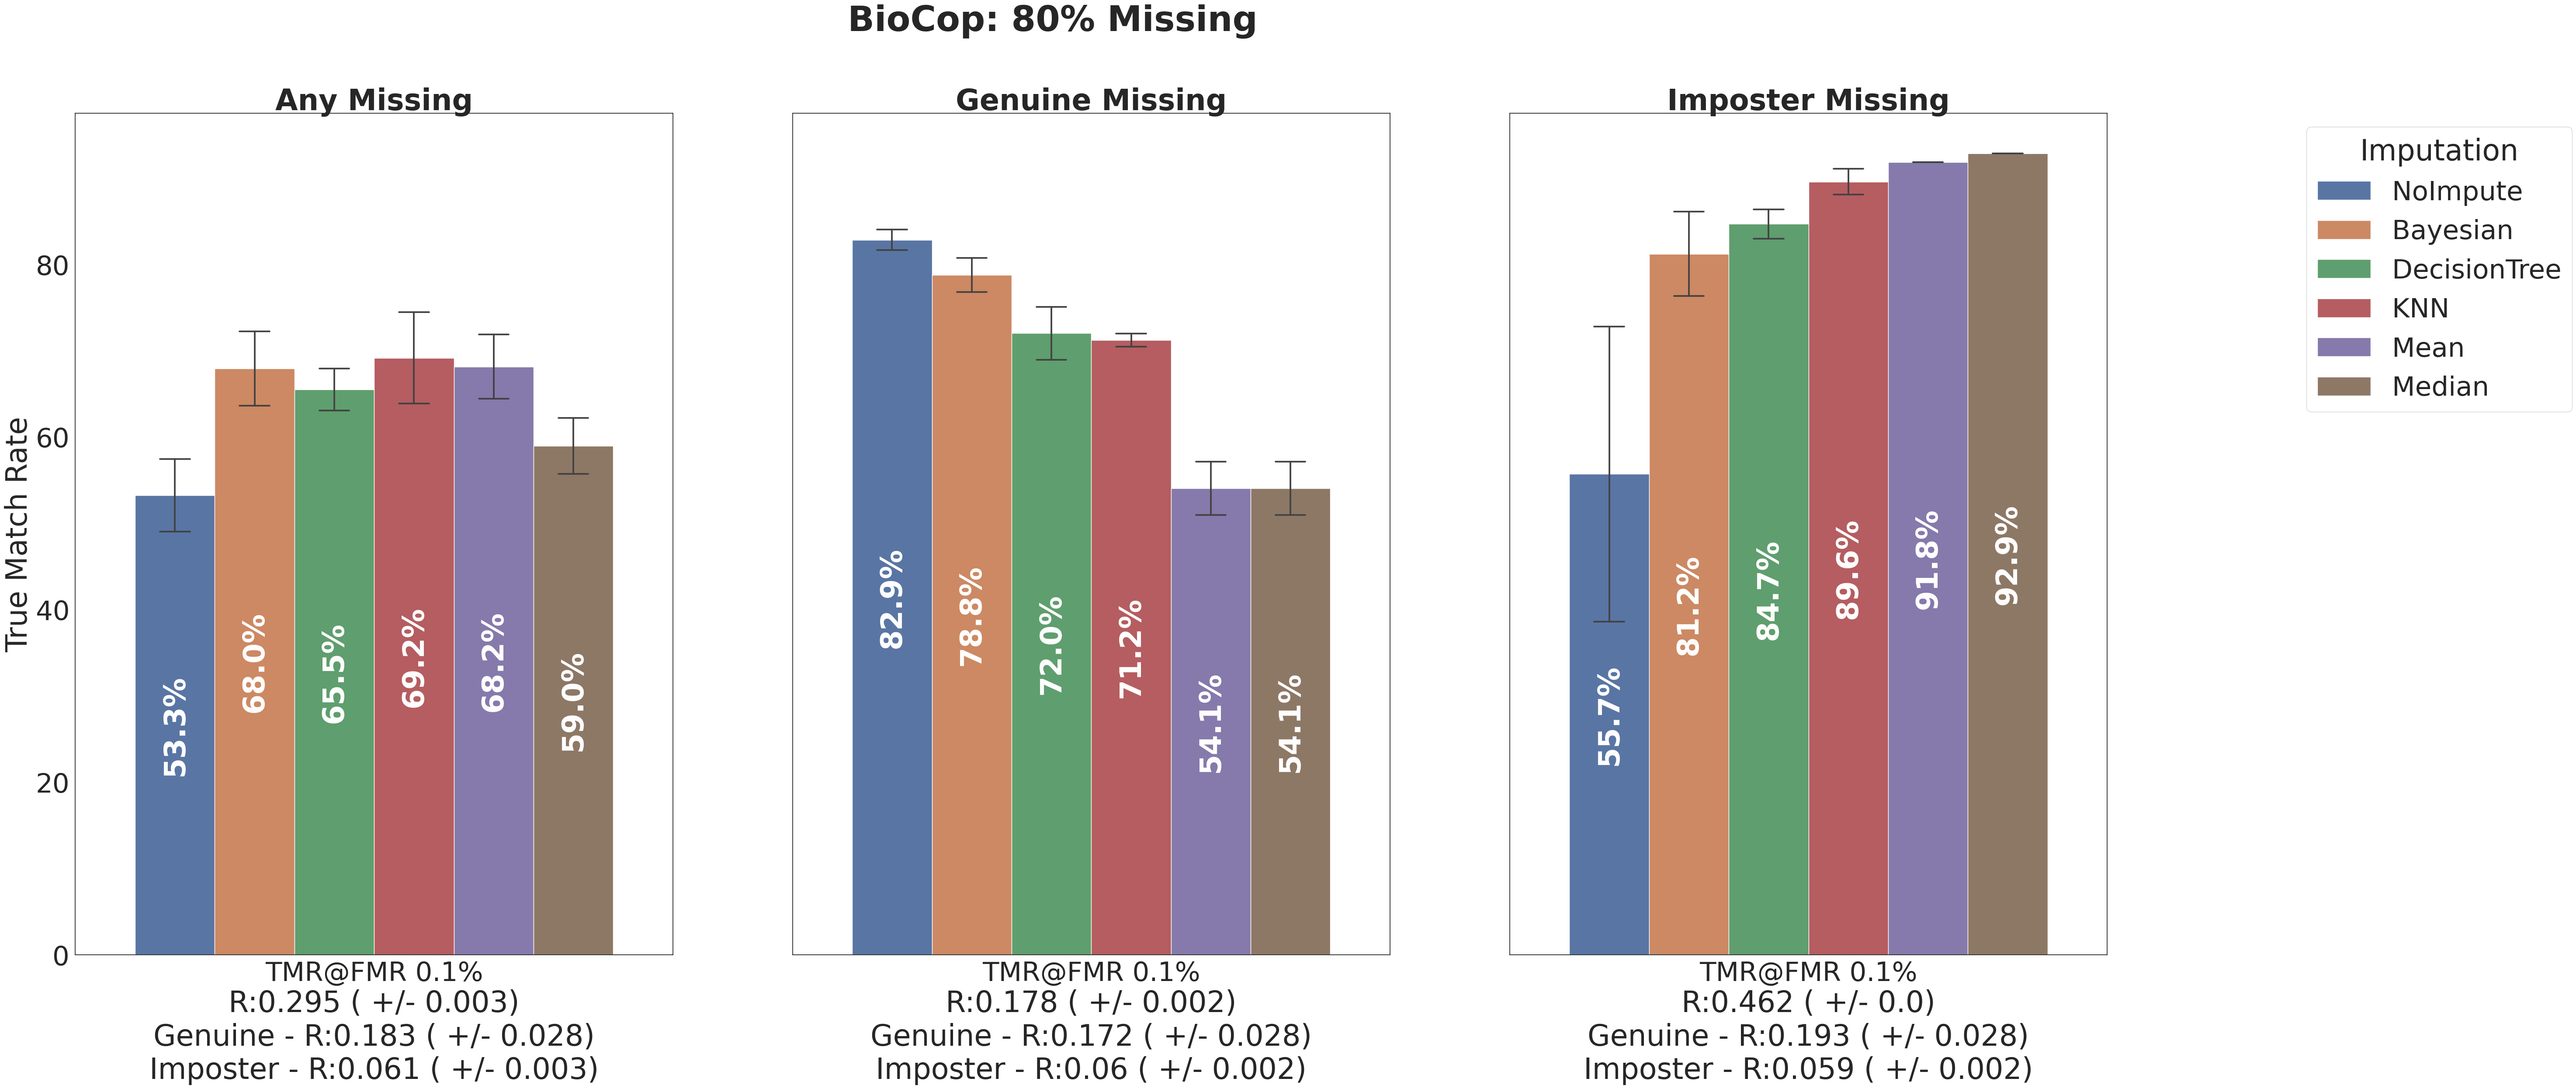 BioCop: 80% Missing
Any Missing
Genuine Missing
Imposter Missing
True Match Rate
80
60
40
20
0
53.3%
68.0%
65.5%
69.2%
68.2%
59.0%
82.9%
78.8%
72.0%
71.2%
54.1%
54.1%
55.7%
81.2%
84.7%
89.6%
91.8%
92.9%
TMR@FMR 0.1%
R:0.295 ( +/- 0.003)
Genuine - R:0.183 ( +/- 0.028)
Imposter - R:0.061 ( +/- 0.003)
TMR@FMR 0.1%
R:0.178 ( +/- 0.002)
Genuine - R:0.172 ( +/- 0.028)
Imposter - R:0.06 ( +/- 0.002)
TMR@FMR 0.1%
R:0.462 ( +/- 0.0)
Genuine - R:0.193 ( +/- 0.028)
Imposter - R:0.059 ( +/- 0.002)
Imputation
NoImpute
Bayesian
DecisionTree
KNN
Mean
Median